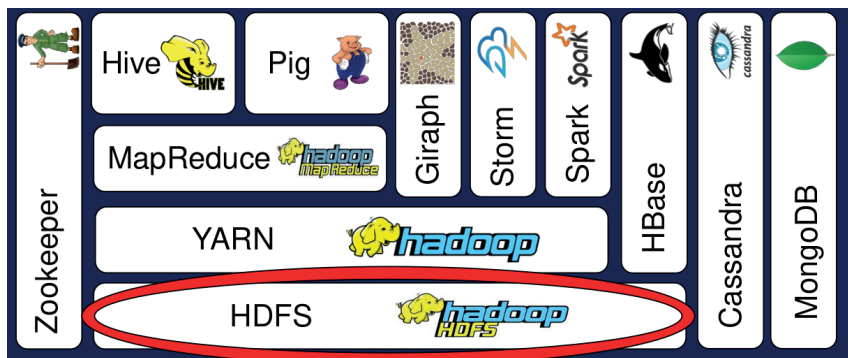 Zookeeper
Hive
HIVE
Pig
MapReduce
hadoop
Map Reduce
Giraph
Storm
Spark
Spark
HBase
cassandra
Cassandra
MongoDB
YARN
hadoop
HDFS
hadoop
HDFS